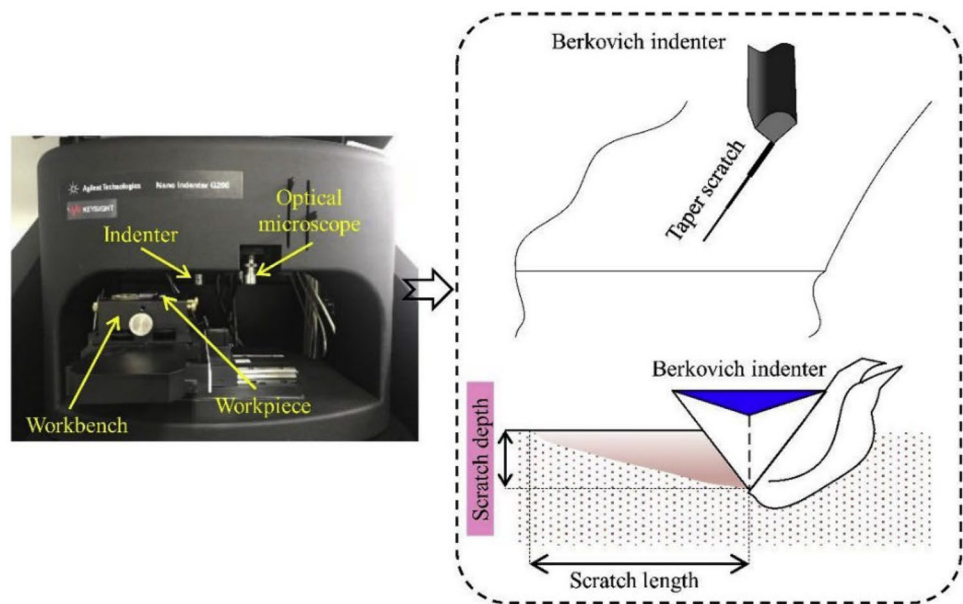 Agilent Technologies
Nano Indenter G200
KEYSIGHT
Indenter
Optical
microscope
Workbench
Workpiece
Berkovich indenter
Taper scratch
Berkovich indenter
Scratch depth
Scratch length